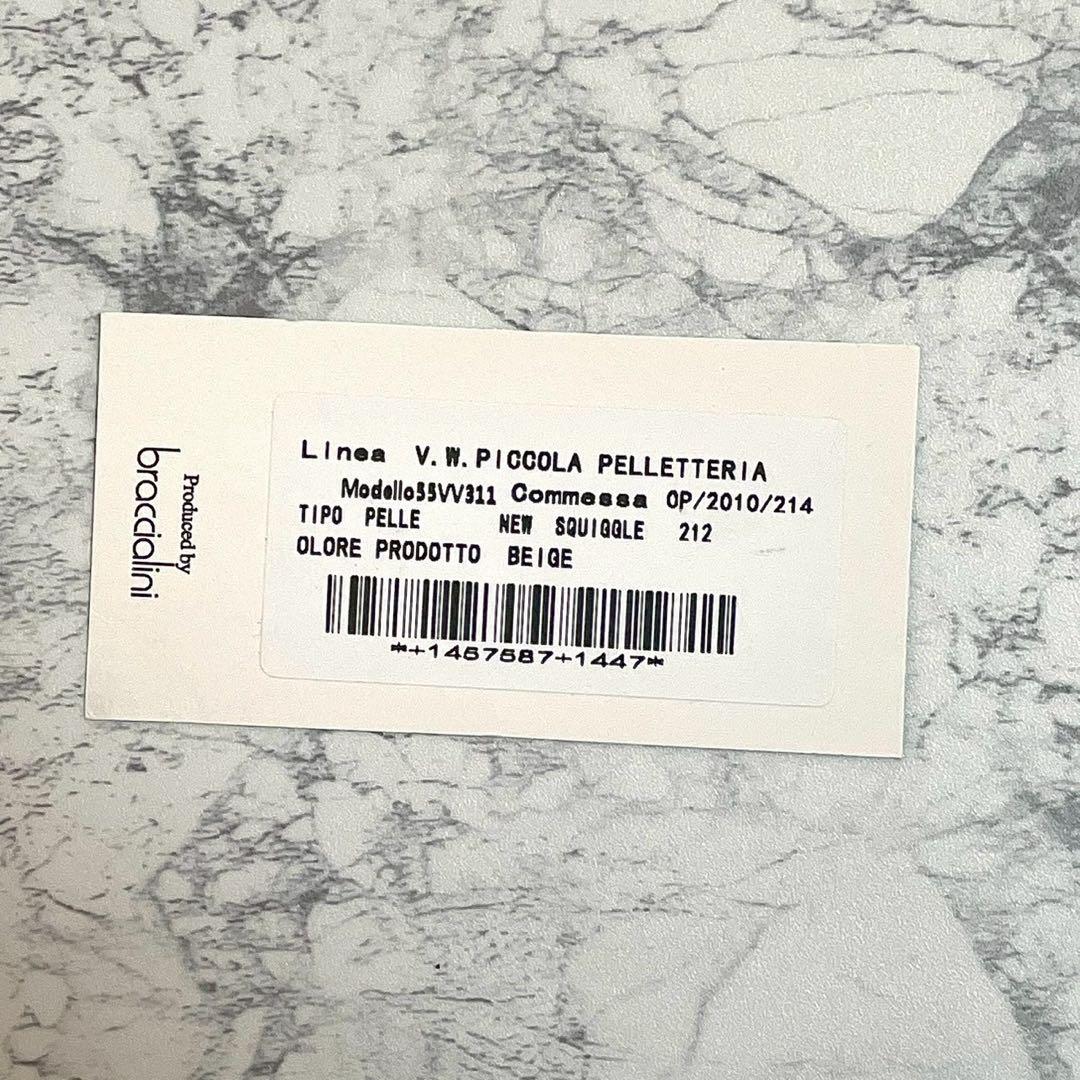 Produced by
braccialini
Linea V.W.PICCOLA PELLETTERIA
Modello55VV311 Commessa OP/2010/214
TIPO PELLE NEW SQUIGGLE 212
OLORE PRODOTTO BEIGE
*+1457587+1447*